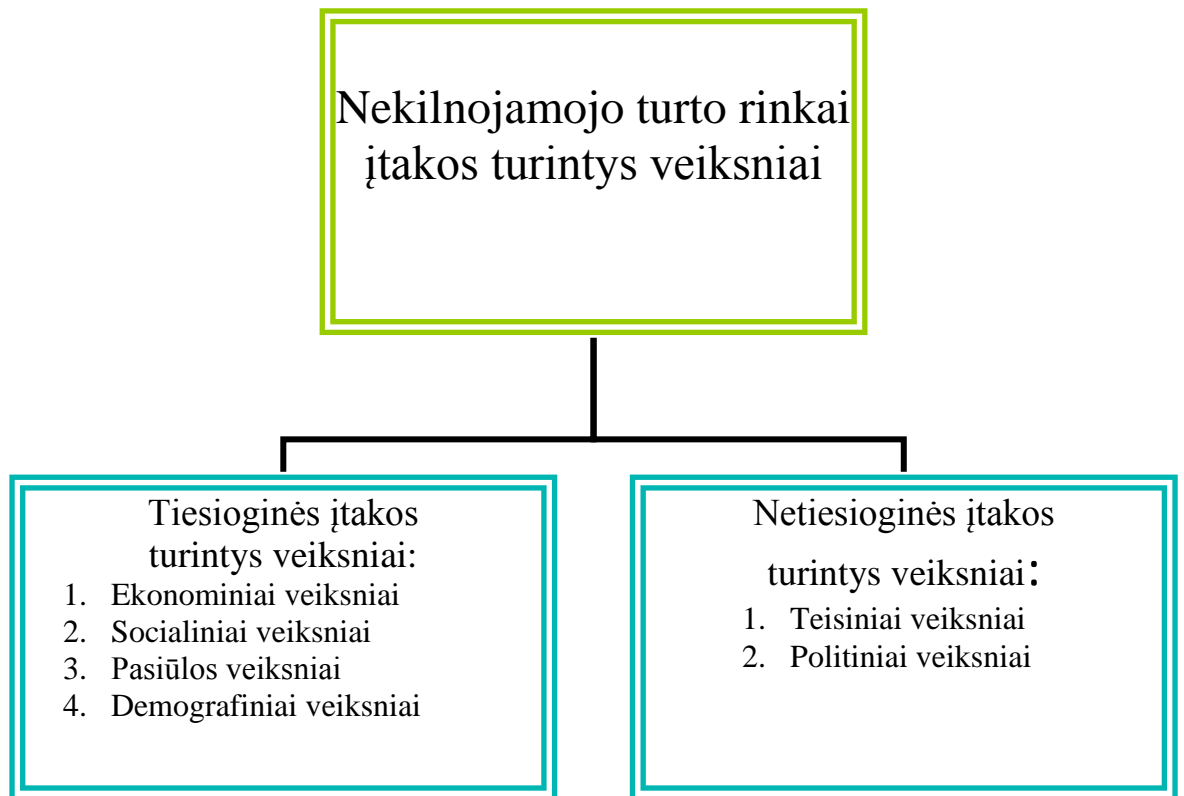 Nekilnojamojo turto rinkai
įtakos turintys veiksniai
Tiesioginės įtakos
turintys veiksniai:
1. Ekonominiai veiksniai
2. Socialiniai veiksniai
3. Pasiūlos veiksniai
4. Demografiniai veiksniai
Netiesioginės įtakos
turintys veiksniai:
1. Teisiniai veiksniai
2. Politiniai veiksniai